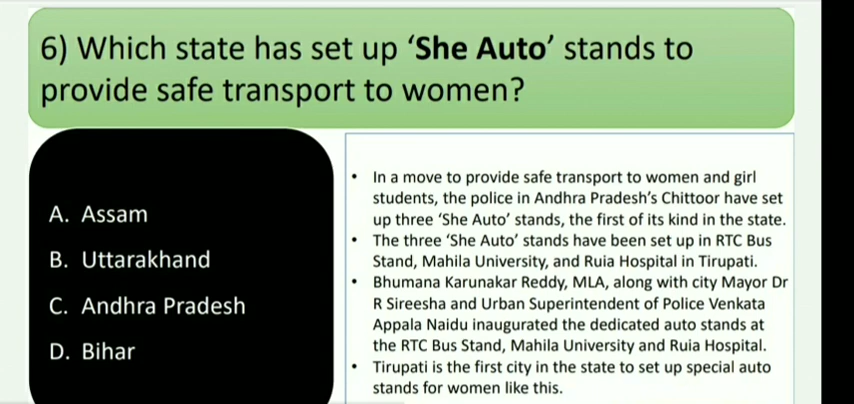 6) Which state has set up ‘She Auto’ stands to
provide safe transport to women?
A. Assam
B. Uttarakhand
C. Andhra Pradesh
D. Bihar
• In a move to provide safe transport to women and girl
students, the police in Andhra Pradesh’s Chittoor have set
up three ‘She Auto’ stands, the first of its kind in the state.
• The three ‘She Auto’ stands have been set up in RTC Bus
Stand, Mahila University, and Ruia Hospital in Tirupati.
• Bhumana Karunakar Reddy, MLA, along with city Mayor Dr
R Sireesha and Urban Superintendent of Police Venkata
Appala Naidu inaugurated the dedicated auto stands at
the RTC Bus Stand, Mahila University and Ruia Hospital.
• Tirupati is the first city in the state to set up special auto
stands for women like this.